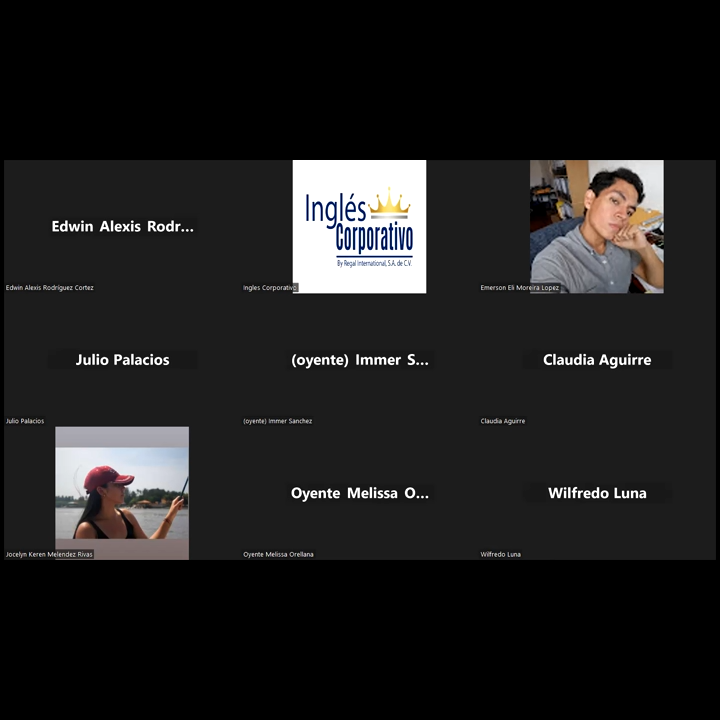 Edwin Alexis Rodr...
Edwin Alexis Rodríguez Cortez
Inglés
Corporativo
By Regal International, S.A. de C.V.
Ingles Corporativo
Emerson Eli Moreira Lopez
Julio Palacios
Julio Palacios
(oyente) Immer S...
(oyente) Immer Sanchez
Claudia Aguirre
Claudia Aguirre
Jocelyn Keren Melendez Rivas
Oyente Melissa O...
Oyente Melissa Orellana
Wilfredo Luna
Wilfredo Luna